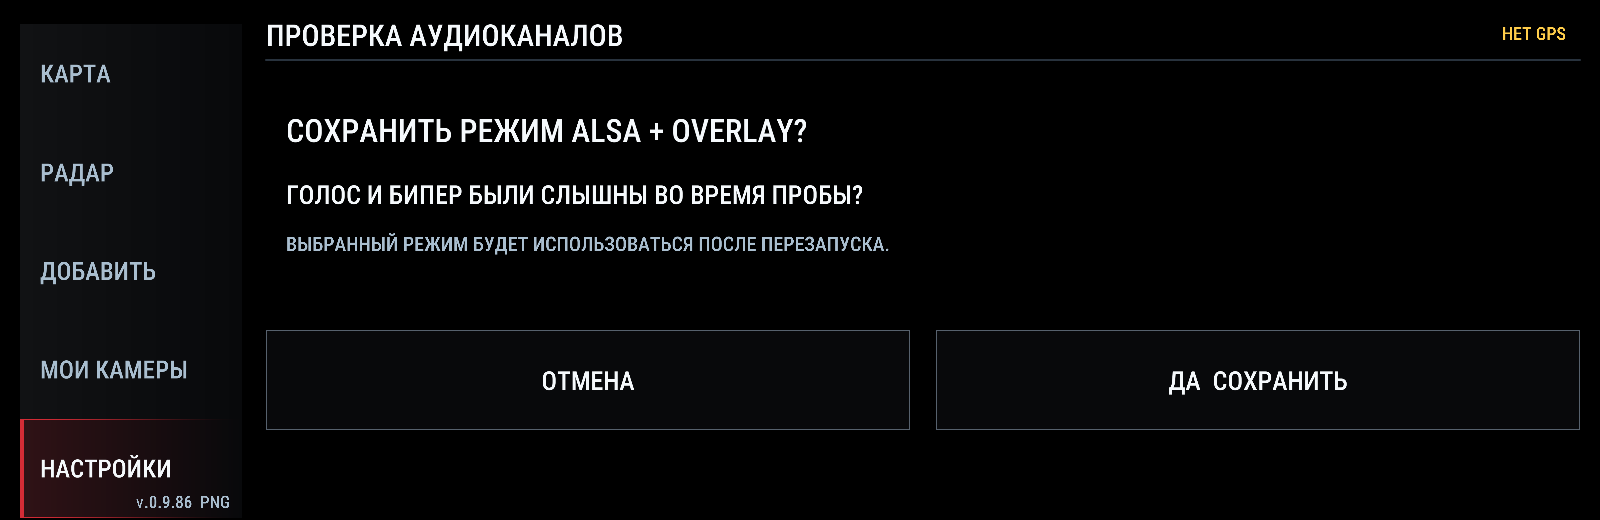 ПРОВЕРКА АУДИОКАНАЛОВ
НЕТ GPS
КАРТА
РАДАР
ДОБАВИТЬ
МОИ КАМЕРЫ
НАСТРОЙКИ
v.0.9.86 PNG
СОХРАНИТЬ РЕЖИМ ALSA + OVERLAY?
ГОЛОС И БИПЕР БЫЛИ СЛЫШНЫ ВО ВРЕМЯ ПРОБЫ?
ВЫБРАННЫЙ РЕЖИМ БУДЕТ ИСПОЛЬЗОВАТЬСЯ ПОСЛЕ ПЕРЕЗАПУСКА.
ОТМЕНА
ДА СОХРАНИТЬ